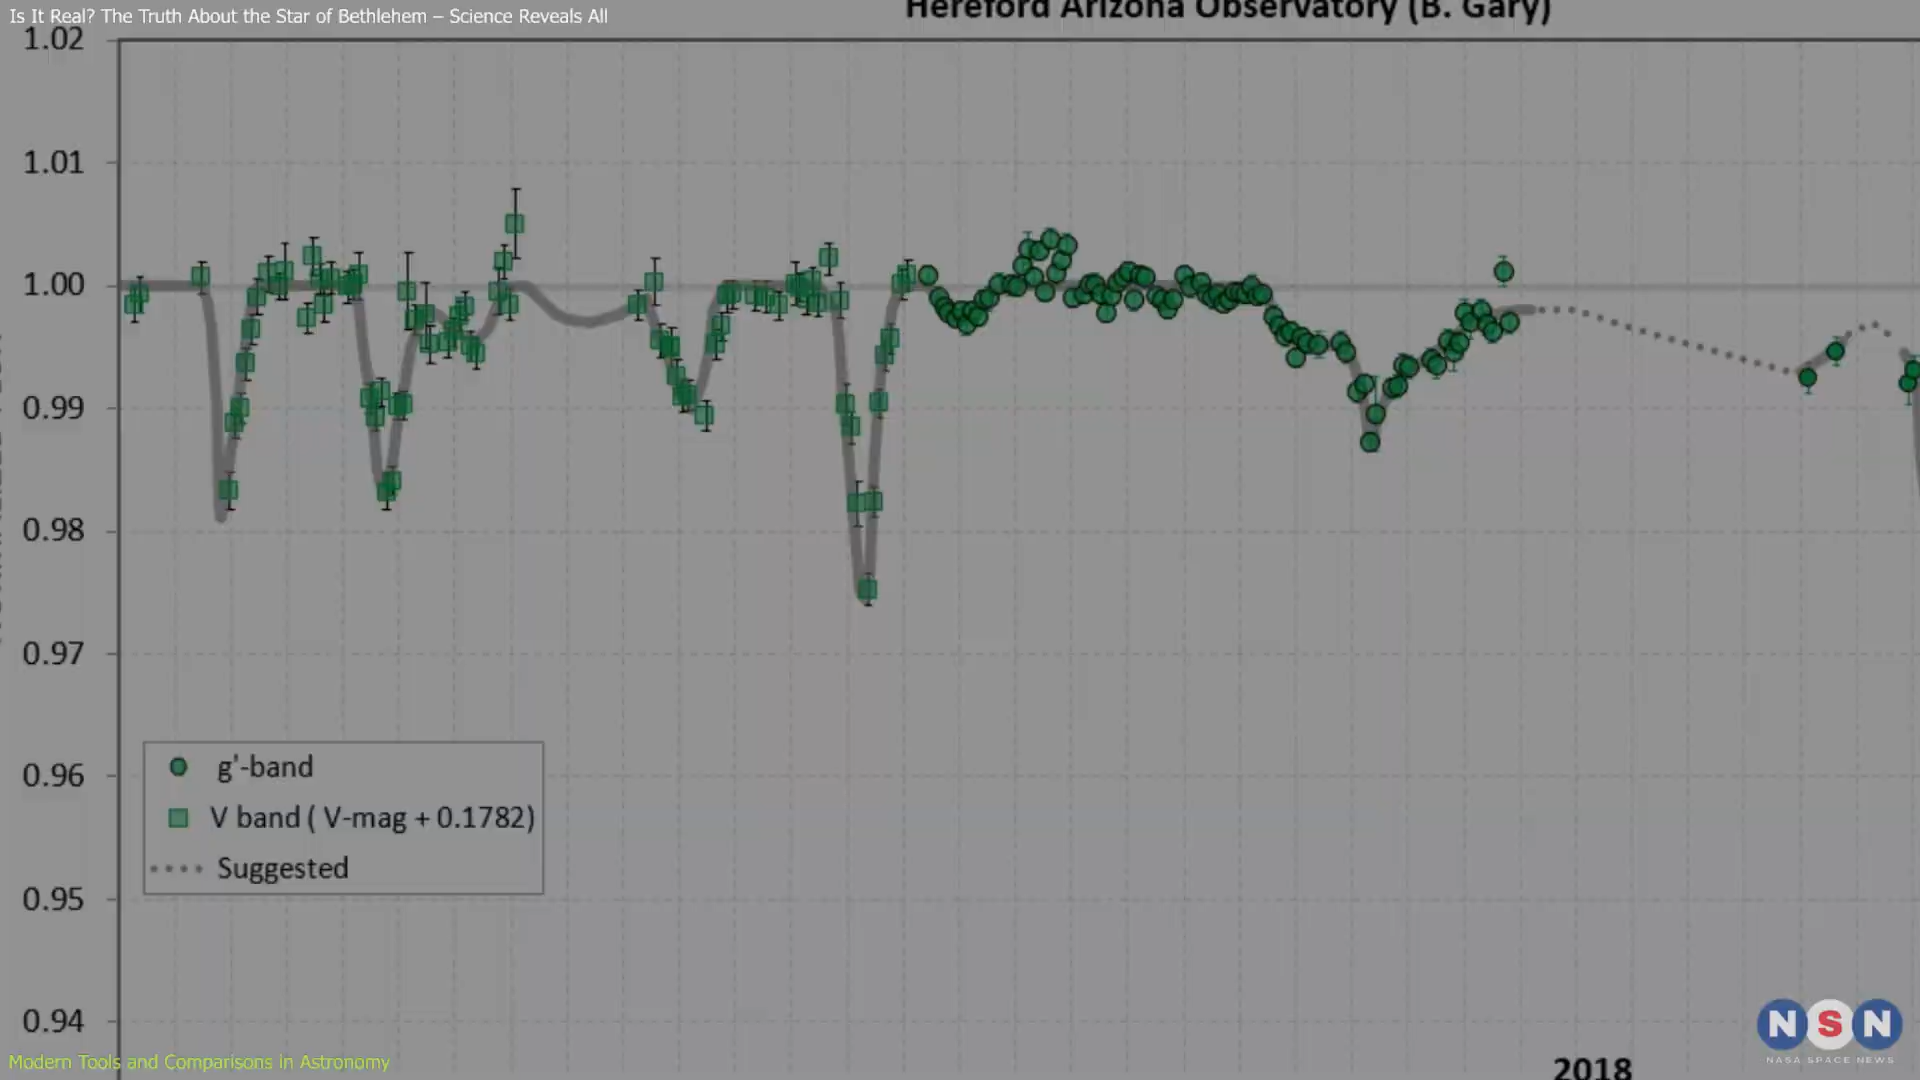 Is It Real? The Truth About the Star of Bethlehem – Science Reveals All
Hereford Arizona Observatory (B. Gary)
1.02
1.01
1.00
0.99
0.98
0.97
0.96
0.95
0.94
g'-band
V band ( V-mag + 0.1782)
Suggested
2018
NSN
NASA SPACE NEWS
Modern Tools and Comparisons in Astronomy